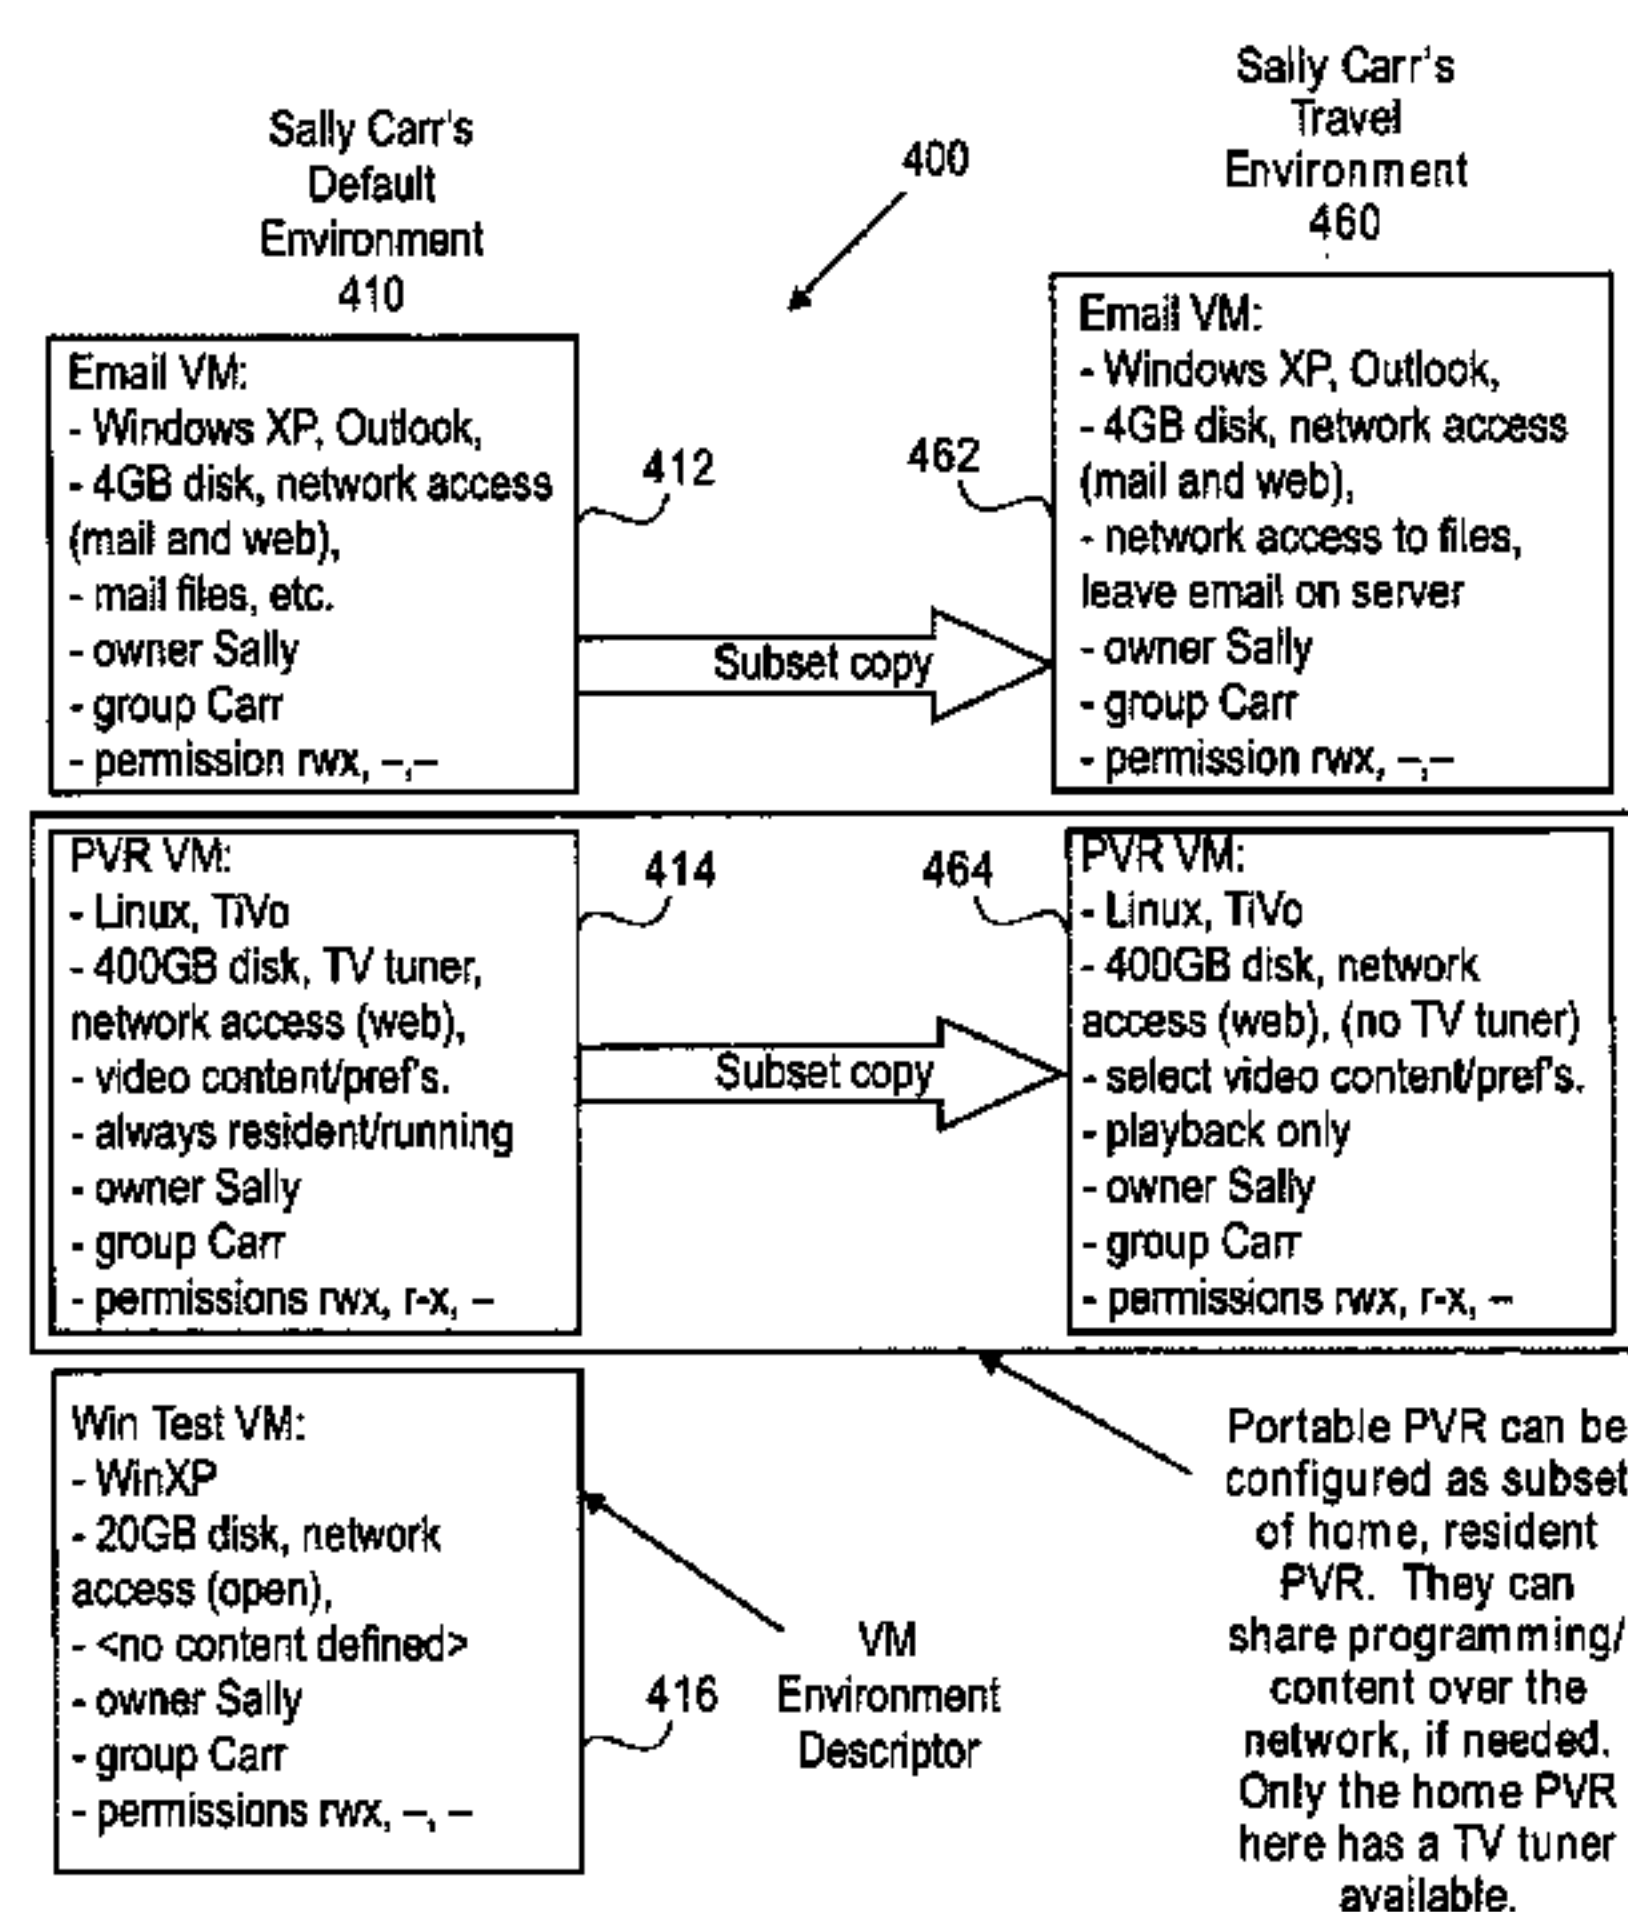 Sally Carr's
Default
Environment
410
400
Sally Carr's
Travel
Environment
460
Email VM:
- Windows XP, Outlook,
- 4GB disk, network access
(mail and web),
- mail files, etc.
- owner Sally
- group Carr
- permission rwx, –,–
412
Subset copy
462
Email VM:
- Windows XP, Outlook,
- 4GB disk, network access
(mail and web),
- network access to files,
leave email on server
- owner Sally
- group Carr
- permission rwx, –,–
PVR VM:
- Linux, TiVo
- 400GB disk, TV tuner,
network access (web),
- video content/pref's.
- always resident/running
- owner Sally
- group Carr
- permissions rwx, r-x, –
414
Subset copy
464
PVR VM:
- Linux, TiVo
- 400GB disk, network
access (web), (no TV tuner)
- select video content/pref's.
- playback only
- owner Sally
- group Carr
- permissions rwx, r-x, –
Win Test VM:
- WinXP
- 20GB disk, network
access (open),
- <no content defined>
- owner Sally
- group Carr
- permissions rwx, –, –
416
VM
Environment
Descriptor
Portable PVR can be
configured as subset
of home, resident
PVR. They can
share programming/
content over the
network, if needed.
Only the home PVR
here has a TV tuner
available.